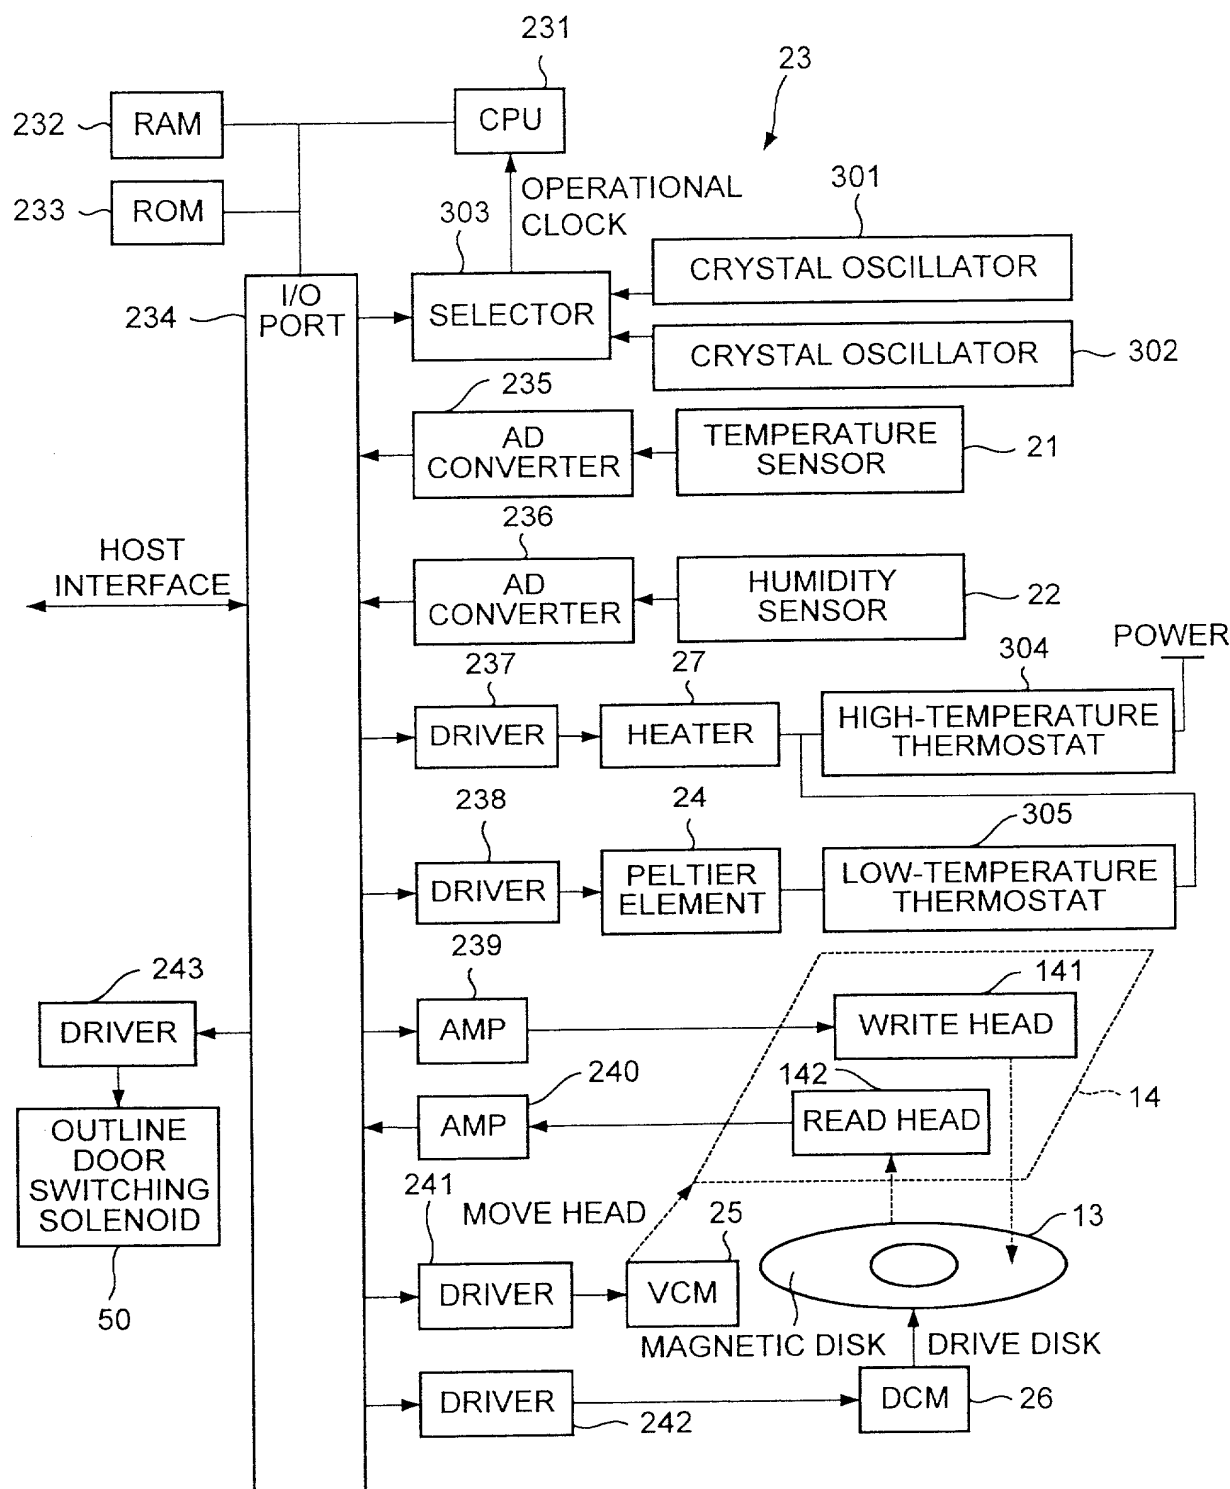 231
23
232
RAM
CPU
233
ROM
OPERATIONAL
CLOCK
303
301
CRYSTAL OSCILLATOR
234
I/O
PORT
SELECTOR
302
CRYSTAL OSCILLATOR
235
AD
CONVERTER
TEMPERATURE
SENSOR
21
236
HOST
INTERFACE
AD
CONVERTER
HUMIDITY
SENSOR
22
POWER
237
27
304
DRIVER
HEATER
HIGH-TEMPERATURE
THERMOSTAT
238
24
305
DRIVER
PELTIER
ELEMENT
LOW-TEMPERATURE
THERMOSTAT
239
243
141
DRIVER
AMP
WRITE HEAD
240
142
14
AMP
READ HEAD
OUTLINE
DOOR
SWITCHING
SOLENOID
50
241
MOVE HEAD
25
13
DRIVER
VCM
MAGNETIC DISK
DRIVE DISK
DRIVER
242
DCM
26